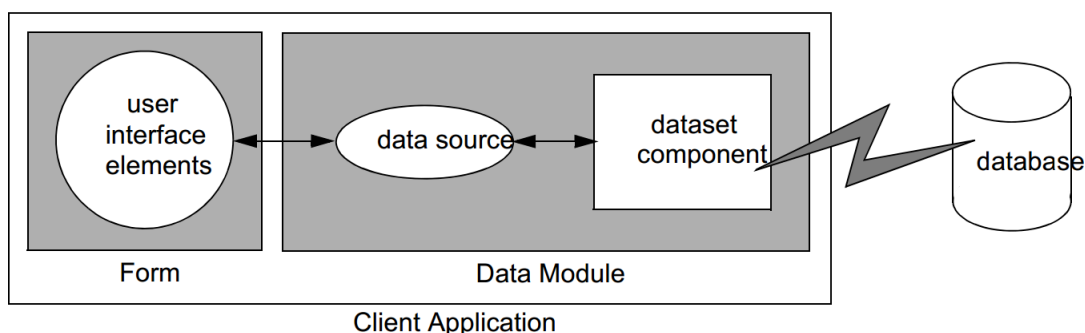 user
interface
elements
data source
dataset
component
database
Form
Data Module
Client Application